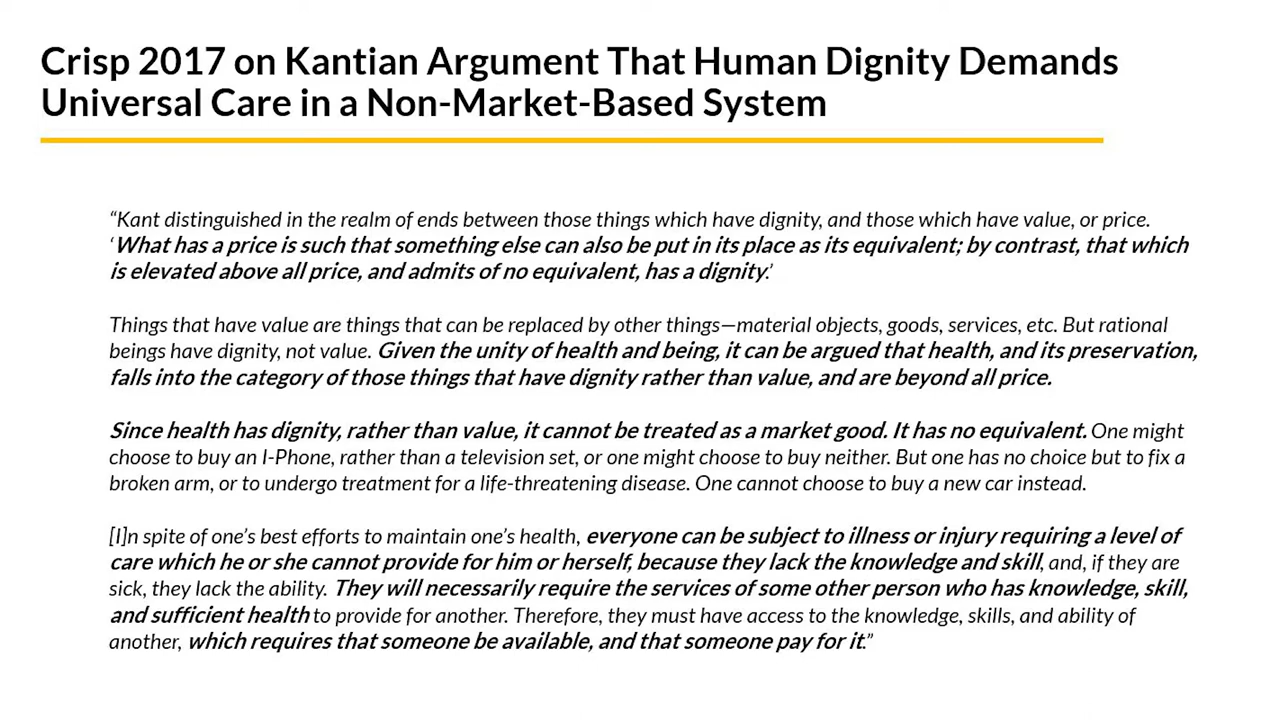 Crisp 2017 on Kantian Argument That Human Dignity Demands
Universal Care in a Non-Market-Based System
“Kant distinguished in the realm of ends between those things which have dignity, and those which have value, or price.
‘What has a price is such that something else can also be put in its place as its equivalent; by contrast, that which
is elevated above all price, and admits of no equivalent, has a dignity.’
Things that have value are things that can be replaced by other things—material objects, goods, services, etc. But rational
beings have dignity, not value. Given the unity of health and being, it can be argued that health, and its preservation,
falls into the category of those things that have dignity rather than value, and are beyond all price.
Since health has dignity, rather than value, it cannot be treated as a market good. It has no equivalent. One might
choose to buy an I-Phone, rather than a television set, or one might choose to buy neither. But one has no choice but to fix a
broken arm, or to undergo treatment for a life-threatening disease. One cannot choose to buy a new car instead.
[I]n spite of one’s best efforts to maintain one’s health, everyone can be subject to illness or injury requiring a level of
care which he or she cannot provide for him or herself, because they lack the knowledge and skill, and, if they are
sick, they lack the ability. They will necessarily require the services of some other person who has knowledge, skill,
and sufficient health to provide for another. Therefore, they must have access to the knowledge, skills, and ability of
another, which requires that someone be available, and that someone pay for it.”